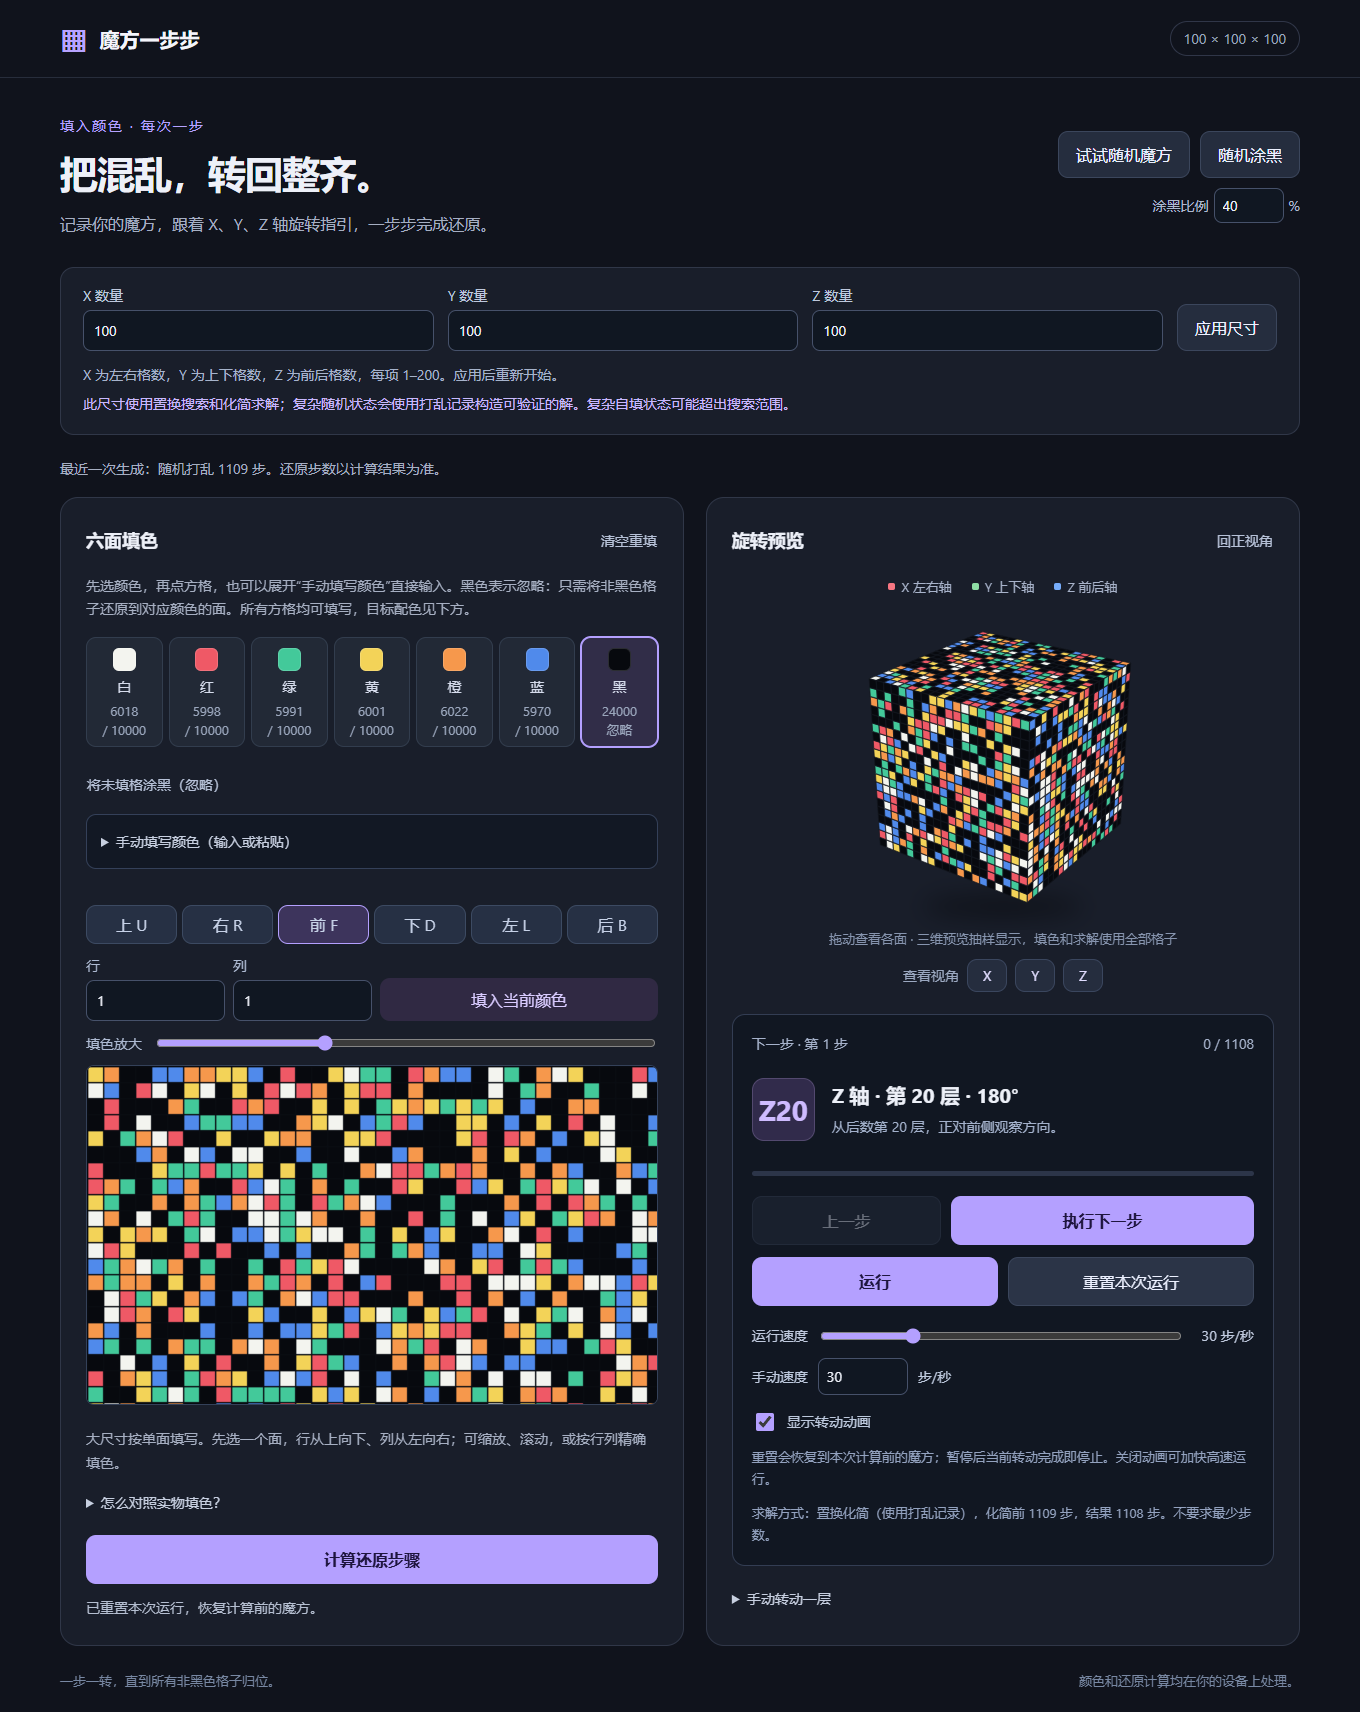 魔方一步步
100 × 100 × 100
填入颜色 · 每次一步
把混乱，转回整齐。
记录你的魔方，跟着 X、Y、Z 轴旋转指引，一步步完成还原。
试试随机魔方
随机涂黑
涂黑比例 40 %
X 数量
Y 数量
Z 数量
100
100
100
应用尺寸
X 为左右格数，Y 为上下格数，Z 为前后格数，每项 1–200。应用后重新开始。
此尺寸使用置换搜索和化简求解；复杂随机状态会使用打乱记录构造可验证的解。复杂自填状态可能超出搜索范围。
最近一次生成：随机打乱 1109 步。还原步数以计算结果为准。
六面填色
清空重填
先选颜色，再点方格，也可以展开“手动填写颜色”直接输入。黑色表示忽略：只需将非黑色格
子还原到对应颜色的面。所有方格均可填写，目标配色见下方。
白
6018
/ 10000
红
5998
/ 10000
绿
5991
/ 10000
黄
6001
/ 10000
橙
6022
/ 10000
蓝
5970
/ 10000
黑
24000
忽略
将未填格涂黑（忽略）
▶ 手动填写颜色（输入或粘贴）
上 U
右 R
前 F
下 D
左 L
后 B
行
列
1
1
填入当前颜色
填色放大
大尺寸按单面填写。先选一个面，行从上向下、列从左向右；可缩放、滚动，或按行列精确
填色。
▶ 怎么对照实物填色？
计算还原步骤
已重置本次运行，恢复计算前的魔方。
旋转预览
回正视角
X 左右轴
Y 上下轴
Z 前后轴
拖动查看各面 · 三维预览抽样显示，填色和求解使用全部格子
查看视角
X
Y
Z
下一步 · 第 1 步
0 / 1108
Z20
Z 轴 · 第 20 层 · 180°
从后数第 20 层，正对前侧观察方向。
上一步
执行下一步
运行
重置本次运行
运行速度
30 步/秒
手动速度
30
步/秒
显示转动动画
重置会恢复到本次计算前的魔方；暂停后当前转动完成即停止。关闭动画可加快高速运
行。
求解方式：置换化简（使用打乱记录），化简前 1109 步，结果 1108 步。不要求最少步
数。
▶ 手动转动一层
一步一转，直到所有非黑色格子归位。
颜色和还原计算均在你的设备上处理。